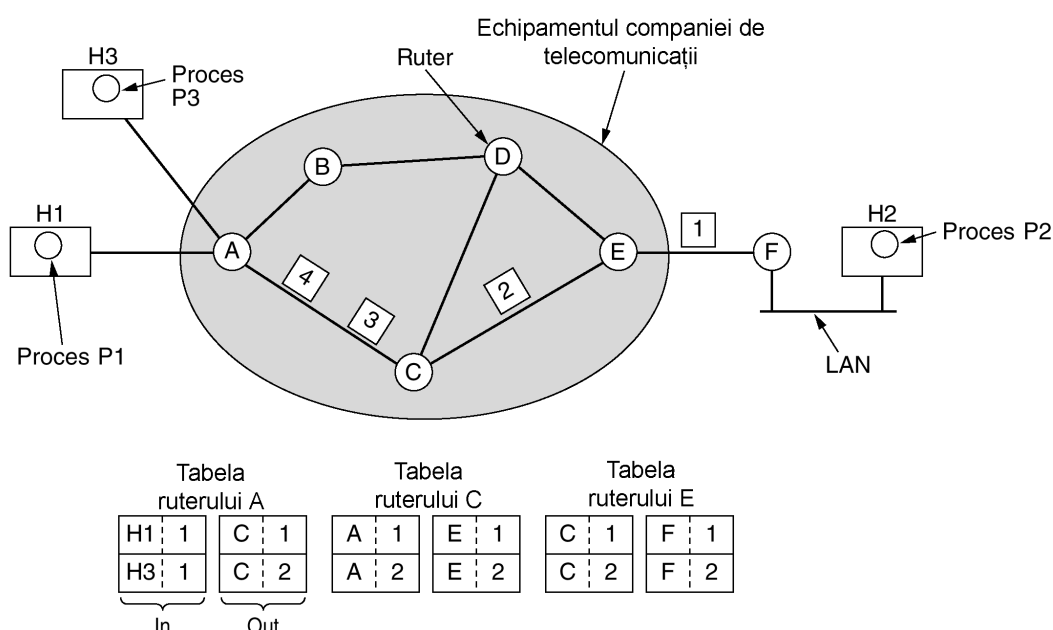 Echipamentul companiei de
telecomunicații
Ruter
H3
Proces
P3
B
D
H1
A
E
1
F
H2
Proces P2
4
3
2
C
Proces P1
LAN
Tabela
ruterului A
Tabela
ruterului C
Tabela
ruterului E
H1 1 C 1 A 1 E 1 C 1 F 1
H3 1 C 2 A 2 E 2 C 2 F 2
In Out